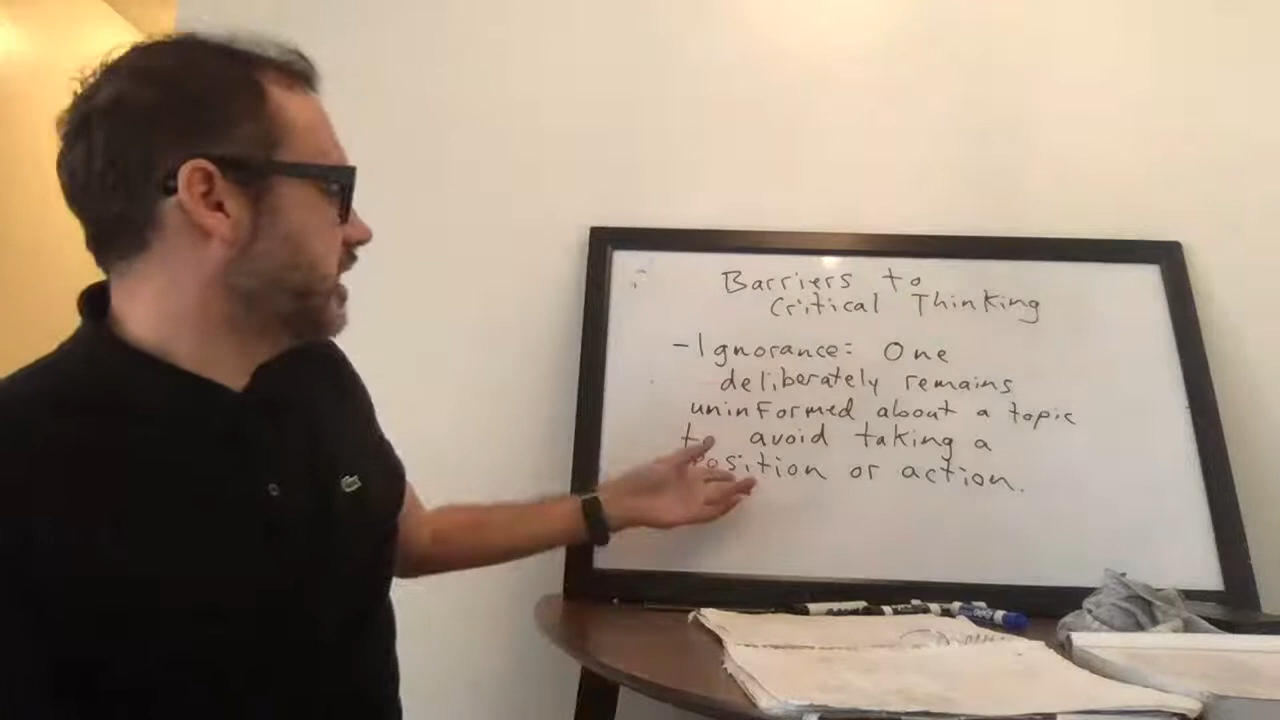 Barriers to
Critical Thinking
- Ignorance: One
deliberately remains
uninformed about a topic
to avoid taking a
Position or action.